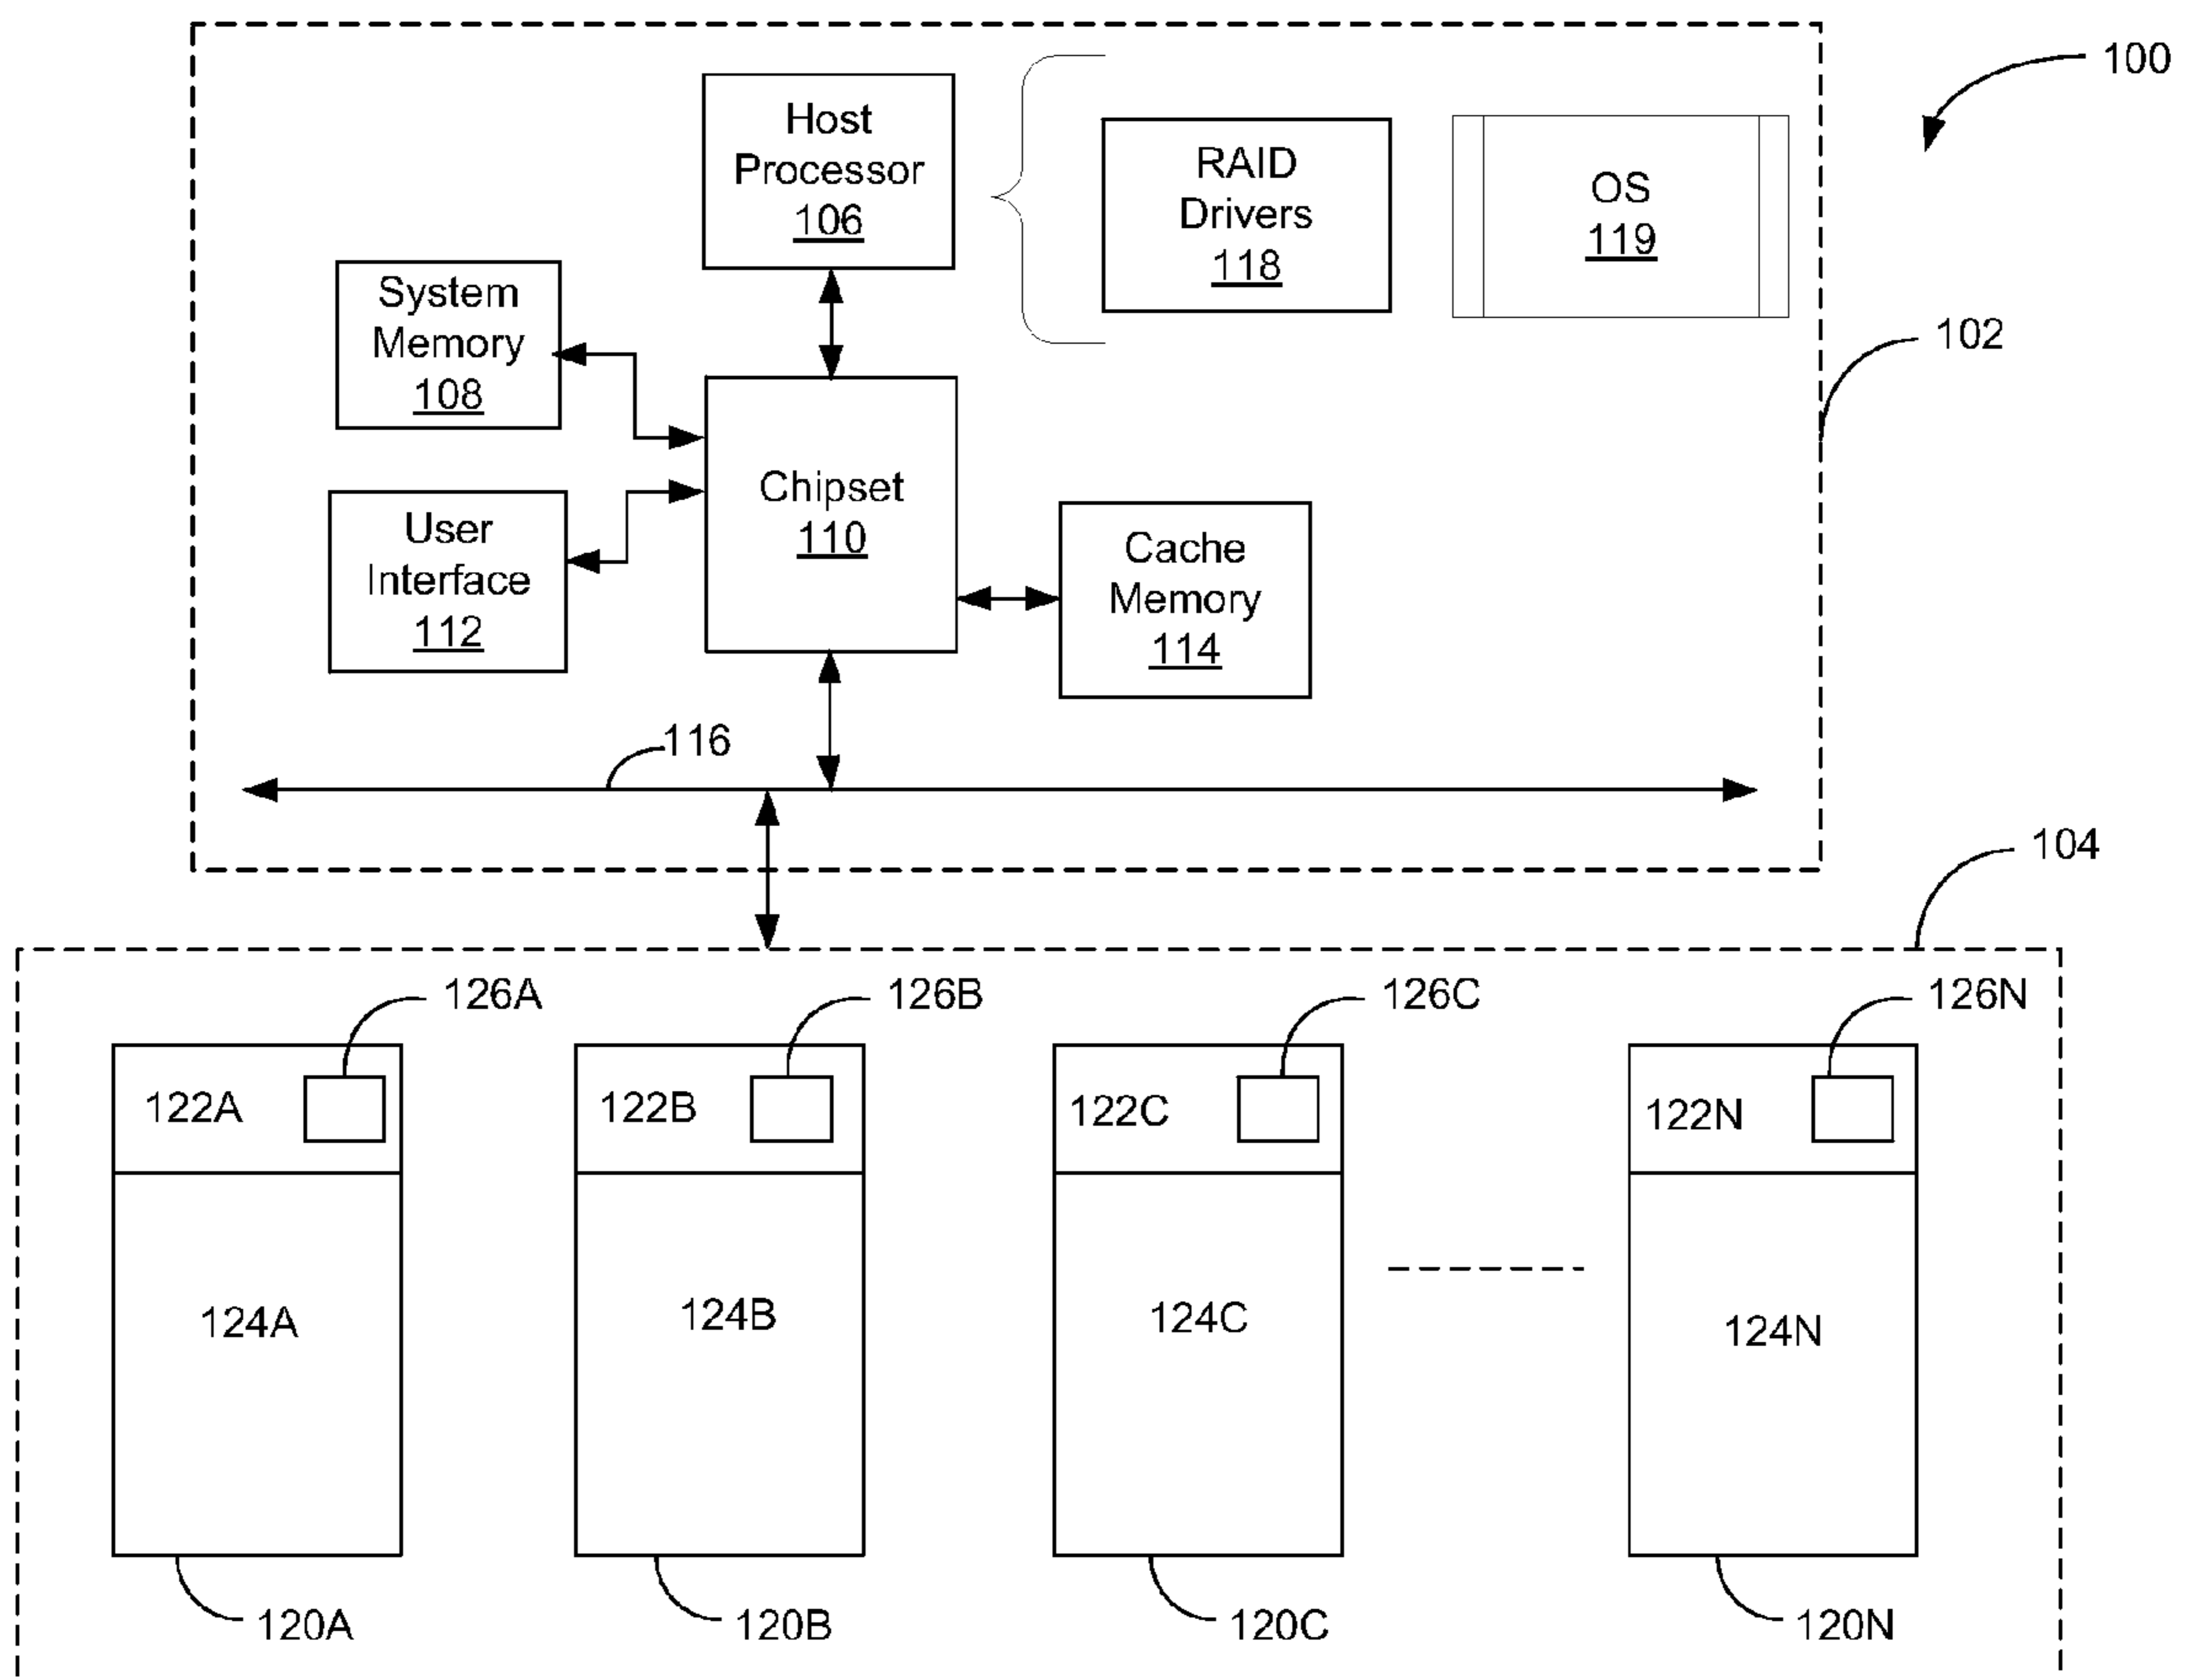 100
Host
Processor
106
RAID
Drivers
118
OS
119
System
Memory
108
102
Chipset
110
User
Interface
112
Cache
Memory
114
116
104
126A
126B
126C
126N
122A
122B
122C
122N
124A
124B
124C
124N
120A
120B
120C
120N